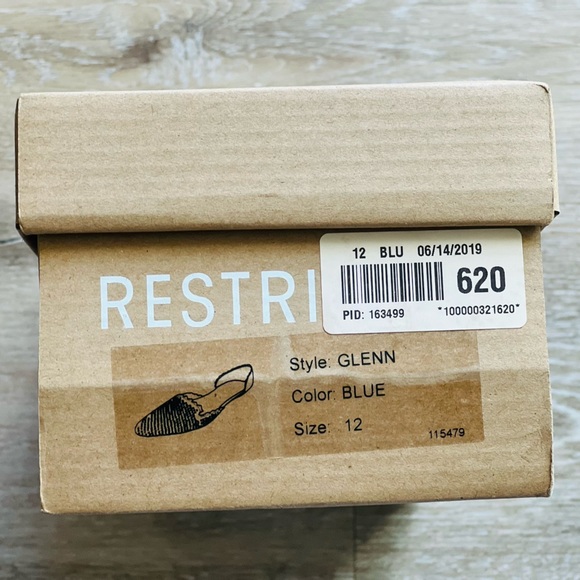 12 BLU 06/14/2019
620
PID: 163499 "100000321620"
RESTRI
Style: GLENN
Color: BLUE
Size: 12
115479